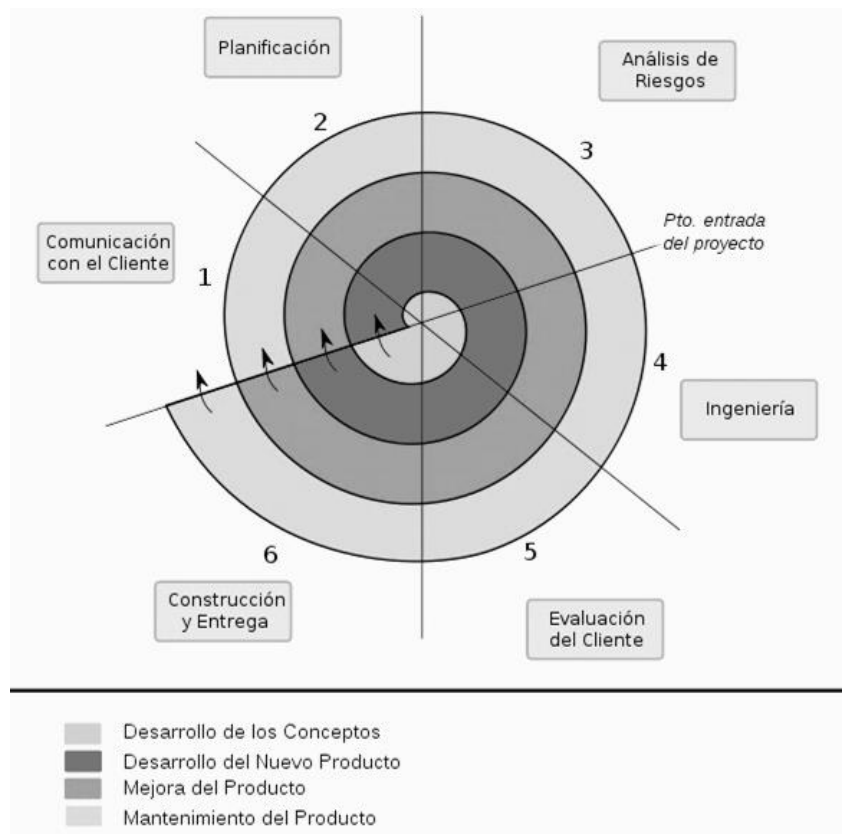 Planificación
Análisis de
Riesgos
2
3
Pto. entrada
del proyecto
Comunicación
con el Cliente
1
4
Ingeniería
6
5
Construcción
y Entrega
Evaluación
del Cliente
Desarrollo de los Conceptos
Desarrollo del Nuevo Producto
Mejora del Producto
Mantenimiento del Producto